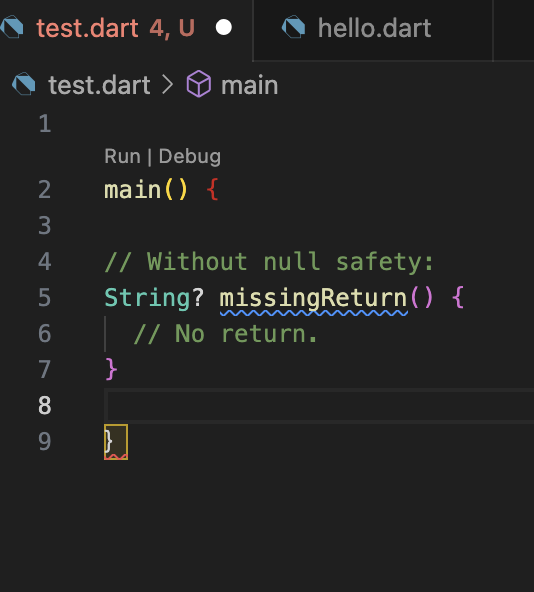 test.dart 4, U hello.dart
test.dart > main
1
Run | Debug
2 main() {
3
4 // Without null safety:
5 String? missingReturn() {
6 // No return.
7 }
8
9 }